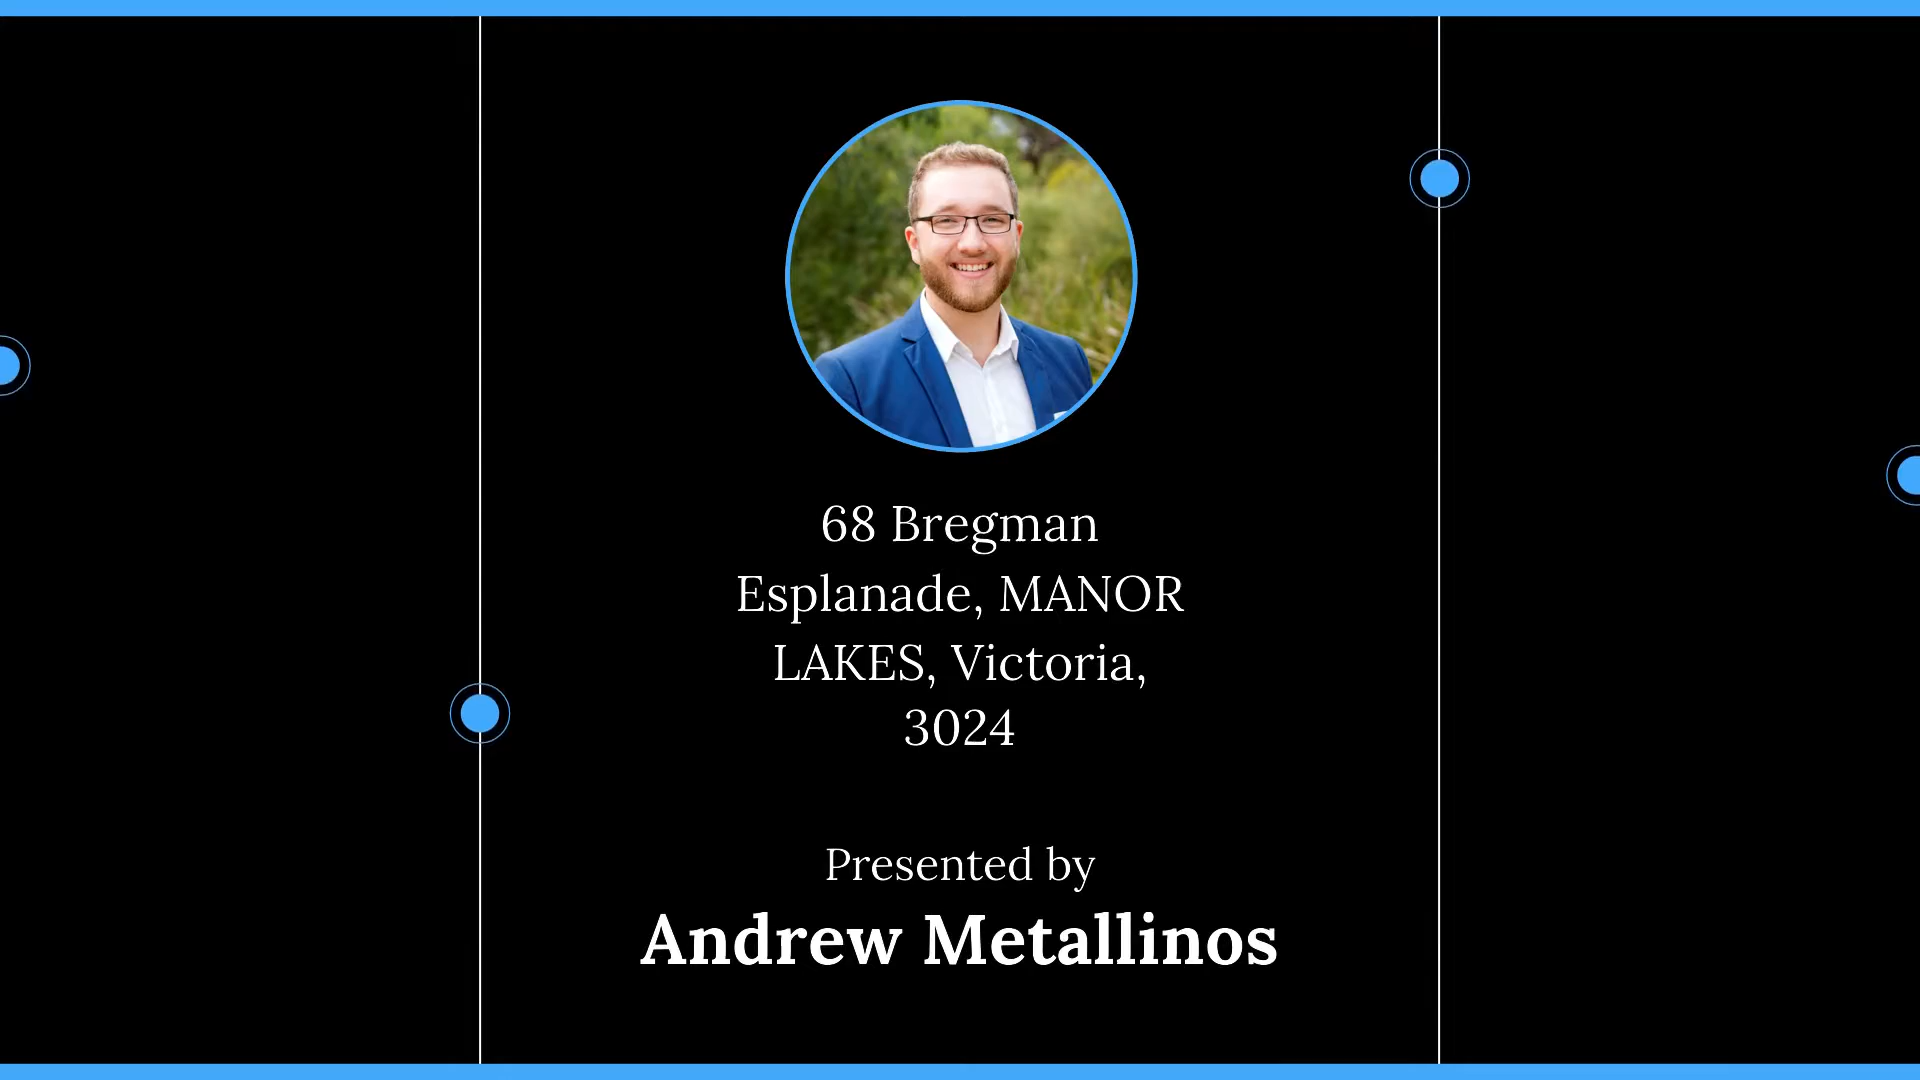 68 Bregman
Esplanade, MANOR
LAKES, Victoria,
3024
Presented by
Andrew Metallinos